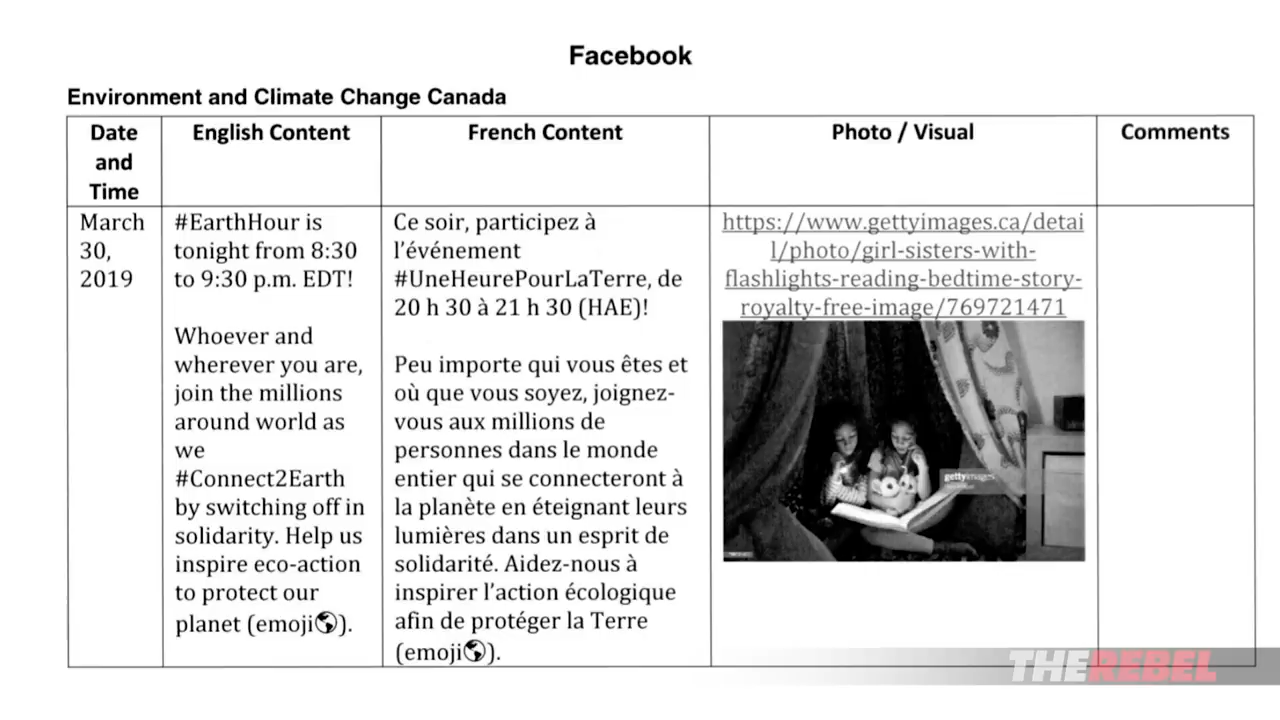 Facebook
Environment and Climate Change Canada
Date
and
Time
English Content
French Content
Photo / Visual
Comments
March
30,
2019
#EarthHour is
tonight from 8:30
to 9:30 p.m. EDT!
Whoever and
wherever you are,
join the millions
around world as
we
#Connect2Earth
by switching off in
solidarity. Help us
inspire eco-action
to protect our
planet (emoji🌎).
Ce soir, participez à
l’événement
#UneHeurePourLaTerre, de
20 h 30 à 21 h 30 (HAE)!
Peu importe qui vous êtes et
où que vous soyez, joignez-
vous aux millions de
personnes dans le monde
entier qui se connecteront à
la planète en éteignant leurs
lumières dans un esprit de
solidarité. Aidez-nous à
inspirer l’action écologique
afin de protéger la Terre
(emoji🌎).
https://www.gettyimages.ca/detai
l/photo/girl-sisters-with-
flashlights-reading-bedtime-story-
royalty-free-image/769721471
gettyimages
THE REBEL